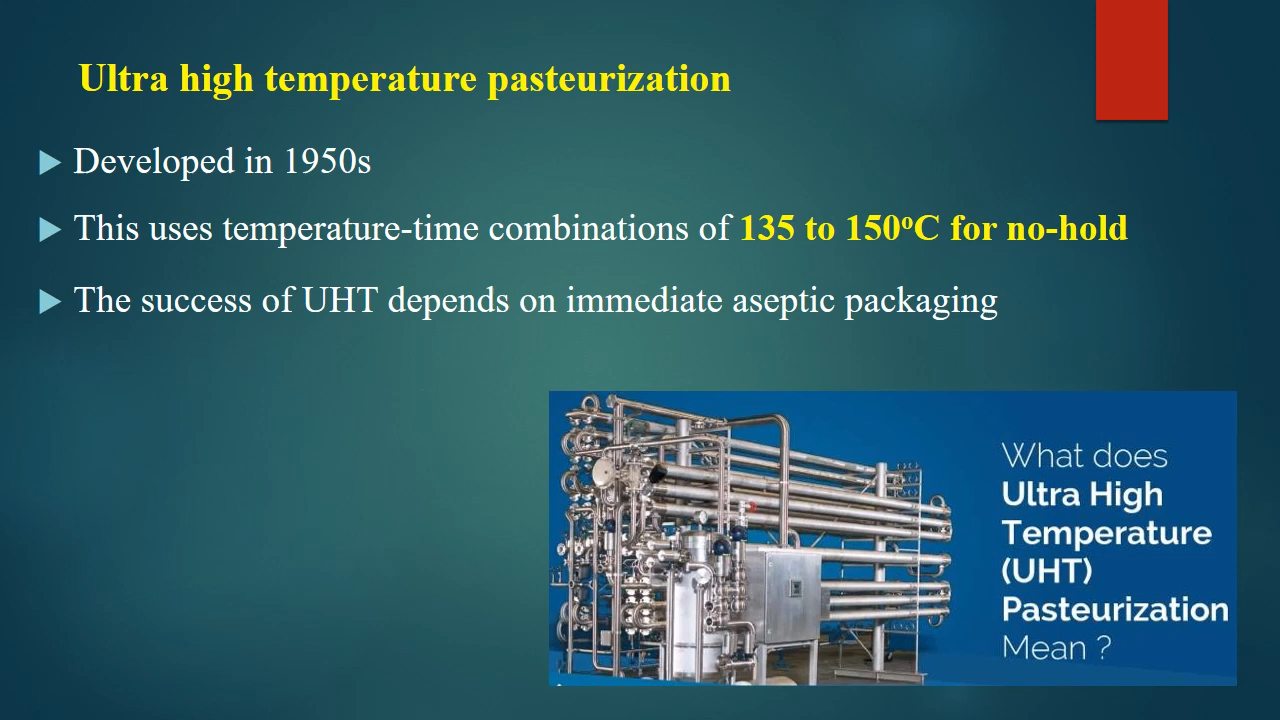 Ultra high temperature pasteurization
Developed in 1950s
This uses temperature-time combinations of 135 to 150ºC for no-hold
The success of UHT depends on immediate aseptic packaging
What does
Ultra High
Temperature
(UHT)
Pasteurization
Mean ?